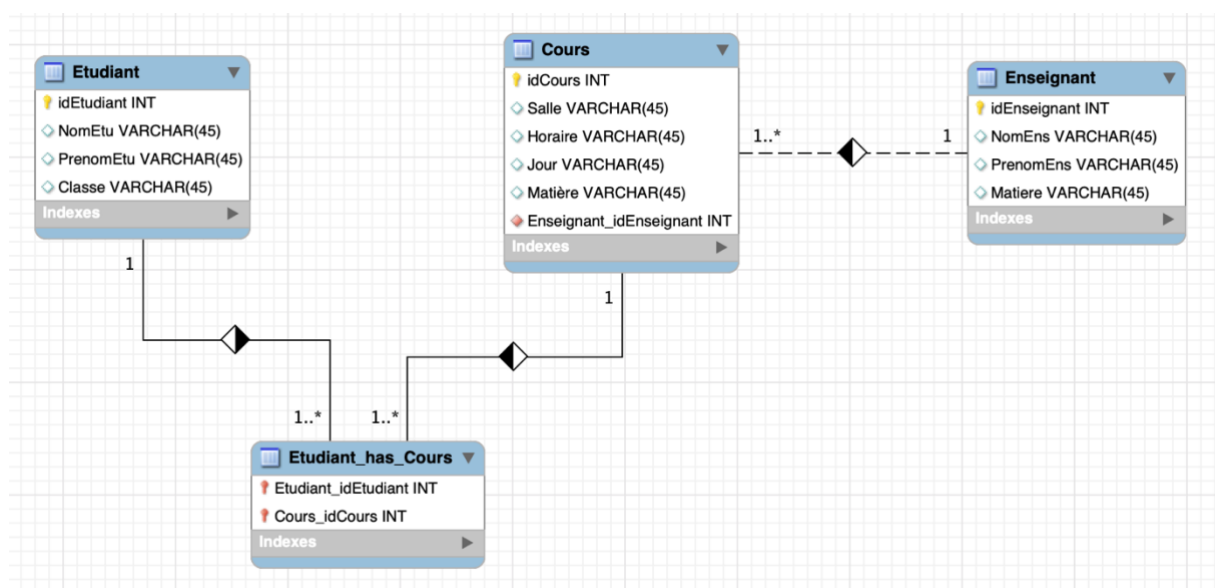 Etudiant
idEtudiant INT
NomEtu VARCHAR(45)
PrenomEtu VARCHAR(45)
Classe VARCHAR(45)
Indexes
Cours
idCours INT
Salle VARCHAR(45)
Horaire VARCHAR(45)
Jour VARCHAR(45)
Matière VARCHAR(45)
Enseignant_idEnseignant INT
Indexes
1..*
1
Enseignant
idEnseignant INT
NomEns VARCHAR(45)
PrenomEns VARCHAR(45)
Matiere VARCHAR(45)
Indexes
1
1
1..*
1..*
Etudiant_has_Cours
Etudiant_idEtudiant INT
Cours_idCours INT
Indexes